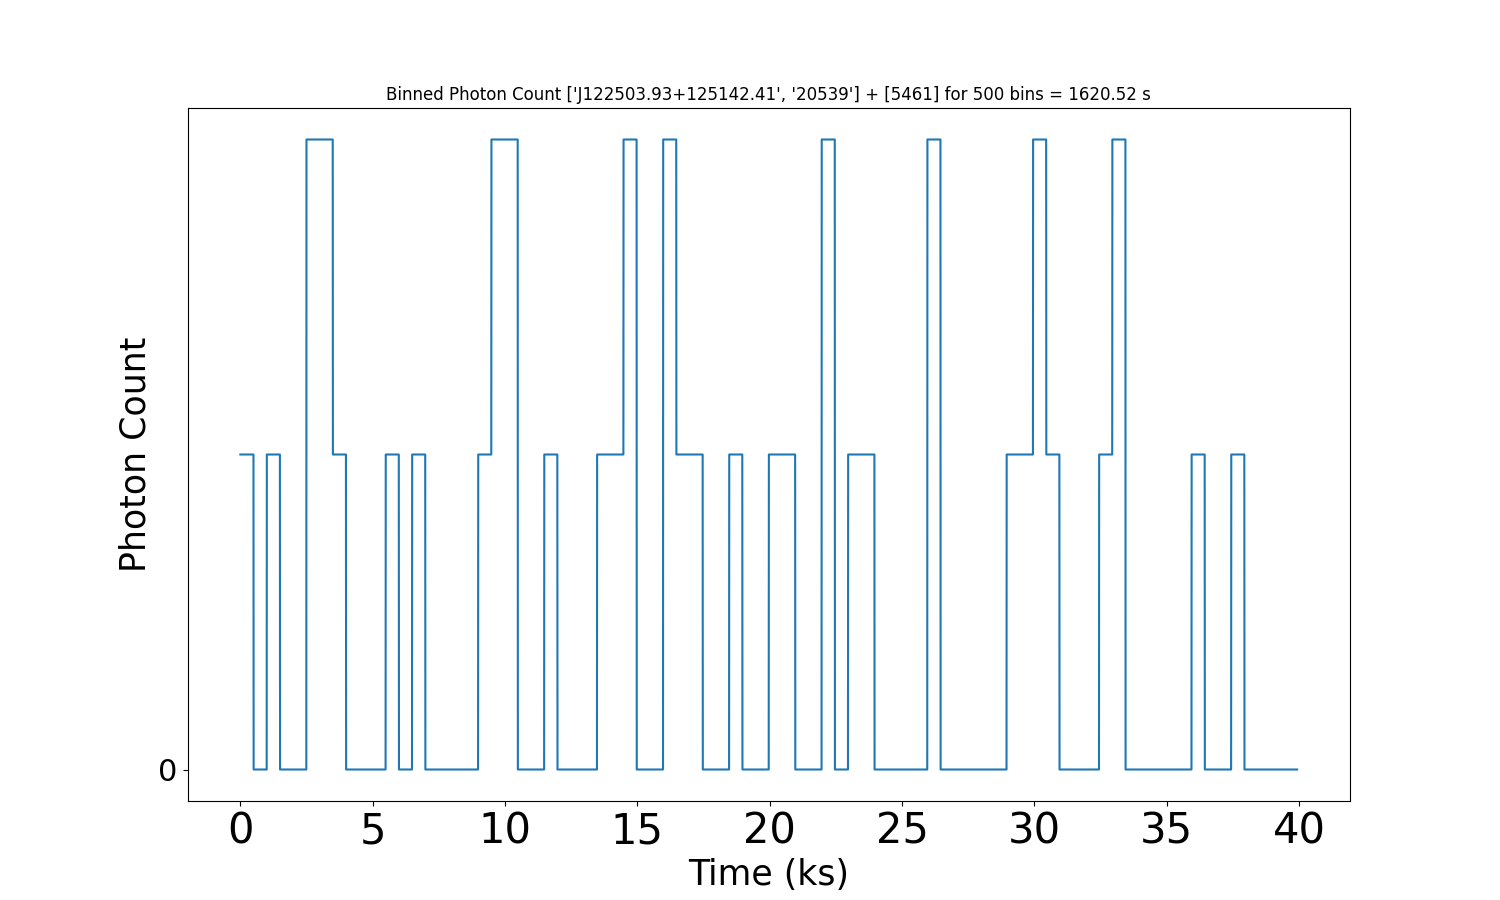 Binned Photon Count ['J122503.93+125142.41', '20539'] + [5461] for 500 bins = 1620.52 s
Photon Count
0
0 5 10 15 20 25 30 35 40
Time (ks)